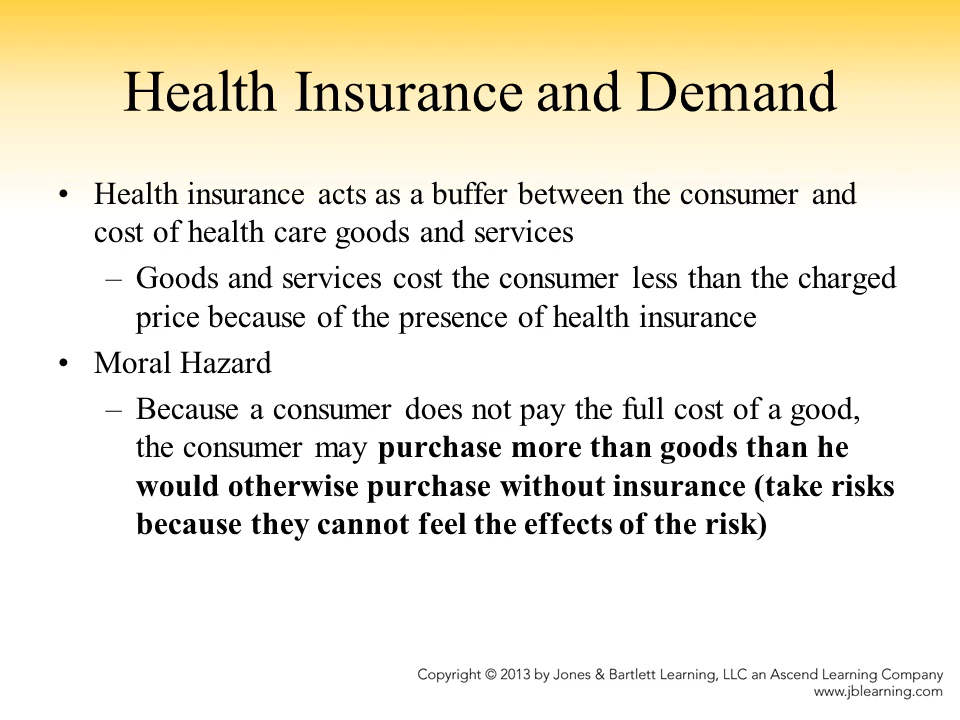 Health Insurance and Demand
• Health insurance acts as a buffer between the consumer and
cost of health care goods and services
– Goods and services cost the consumer less than the charged
price because of the presence of health insurance
• Moral Hazard
– Because a consumer does not pay the full cost of a good,
the consumer may purchase more than goods than he
would otherwise purchase without insurance (take risks
because they cannot feel the effects of the risk)
Copyright © 2013 by Jones & Bartlett Learning, LLC an Ascend Learning Company
www.jblearning.com